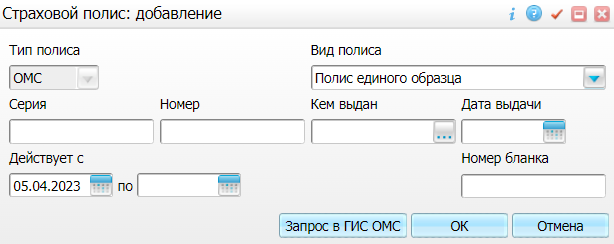 Страховой полис: добавление
Тип полиса Вид полиса
ОМС Полис единого образца
Серия Номер Кем выдан Дата выдачи
Действует с Номер бланка
05.04.2023 по
Запрос в ГИС ОМС ОК Отмена